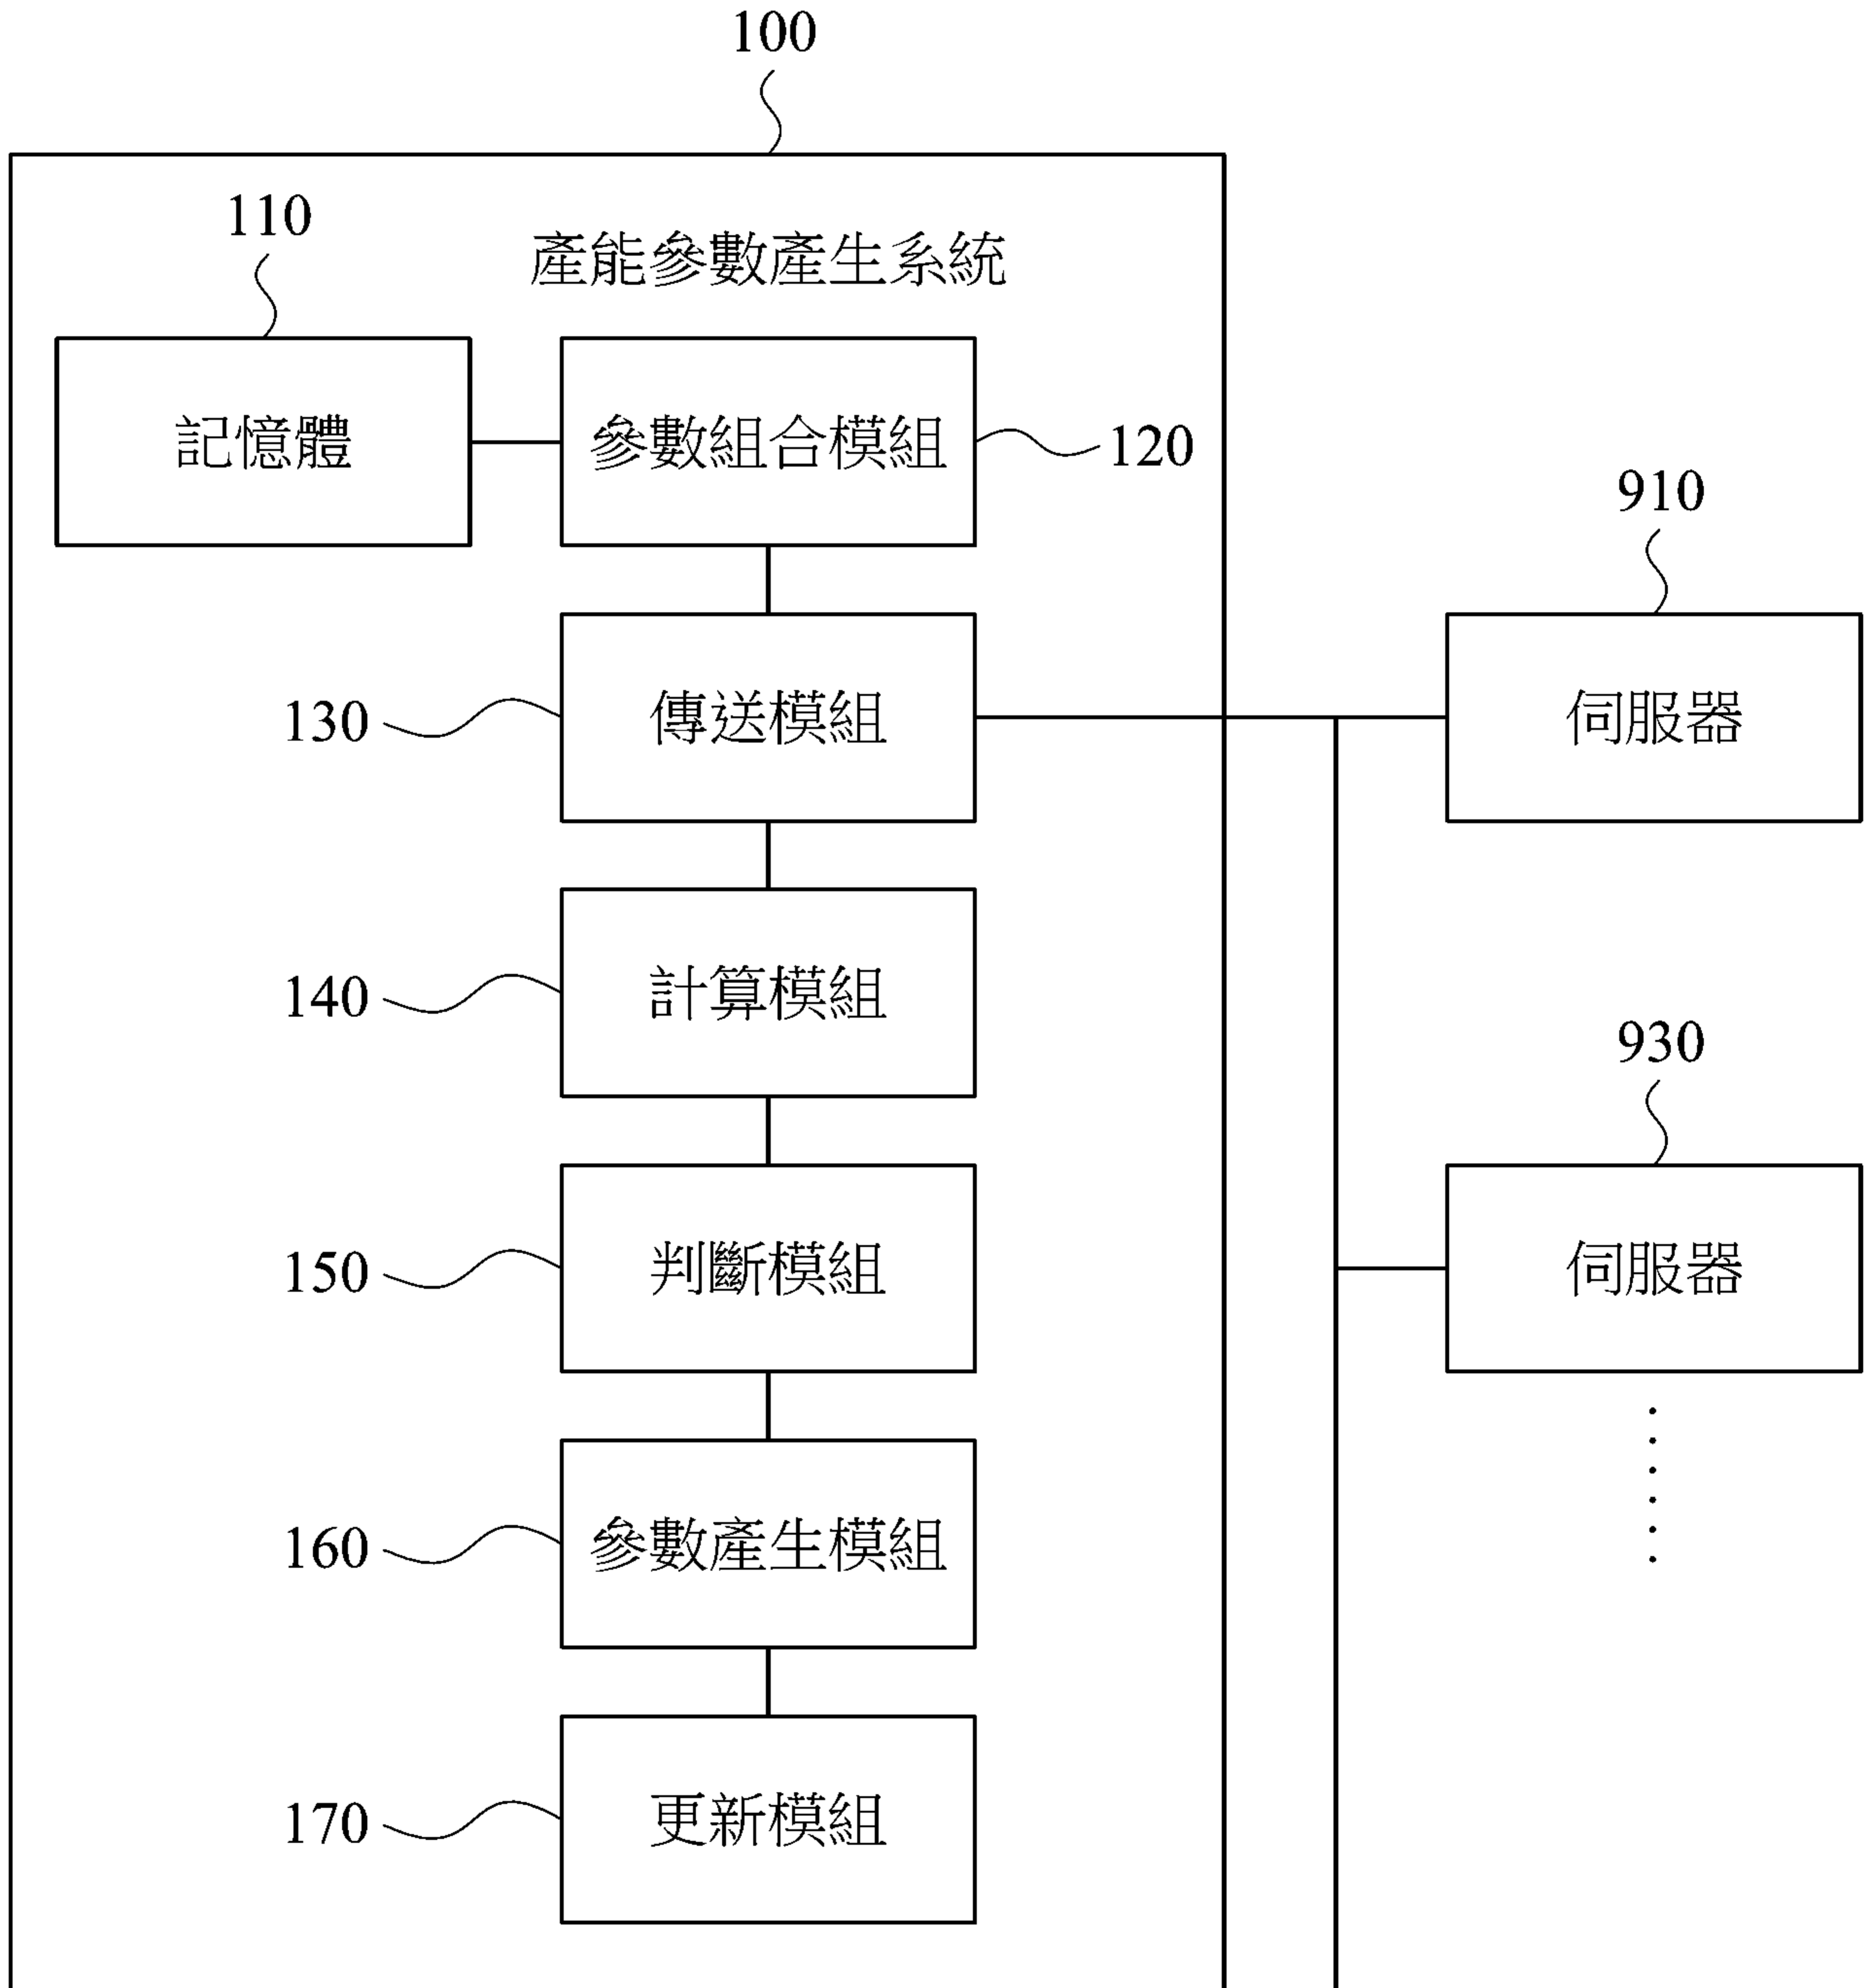 100
110
產能參數產生系統
記憶體
參數組合模組
120
910
130
傳送模組
伺服器
140
計算模組
930
150
判斷模組
伺服器
160
參數產生模組
170
更新模組